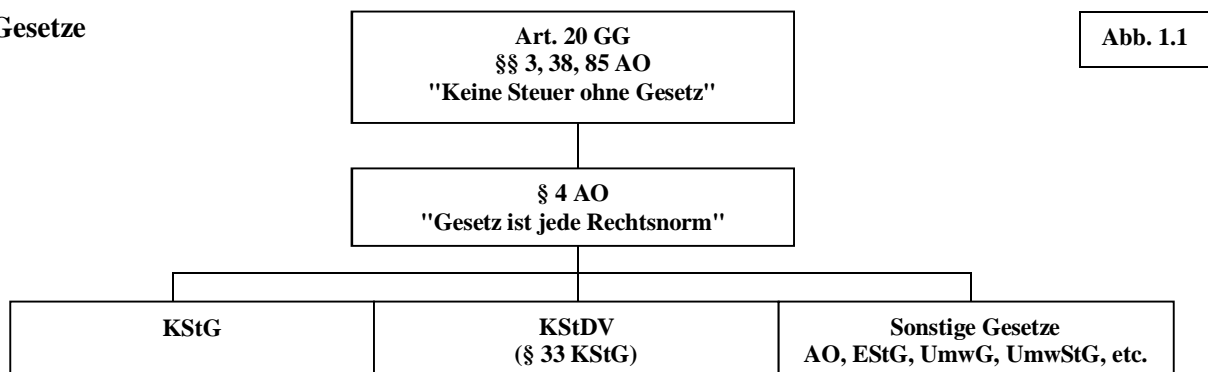 Gesetze
Abb. 1.1
Art. 20 GG
§§ 3, 38, 85 AO
"Keine Steuer ohne Gesetz"
§ 4 AO
"Gesetz ist jede Rechtsnorm"
KStG
KStDV
(§ 33 KStG)
Sonstige Gesetze
AO, EStG, UmwG, UmwStG, etc.